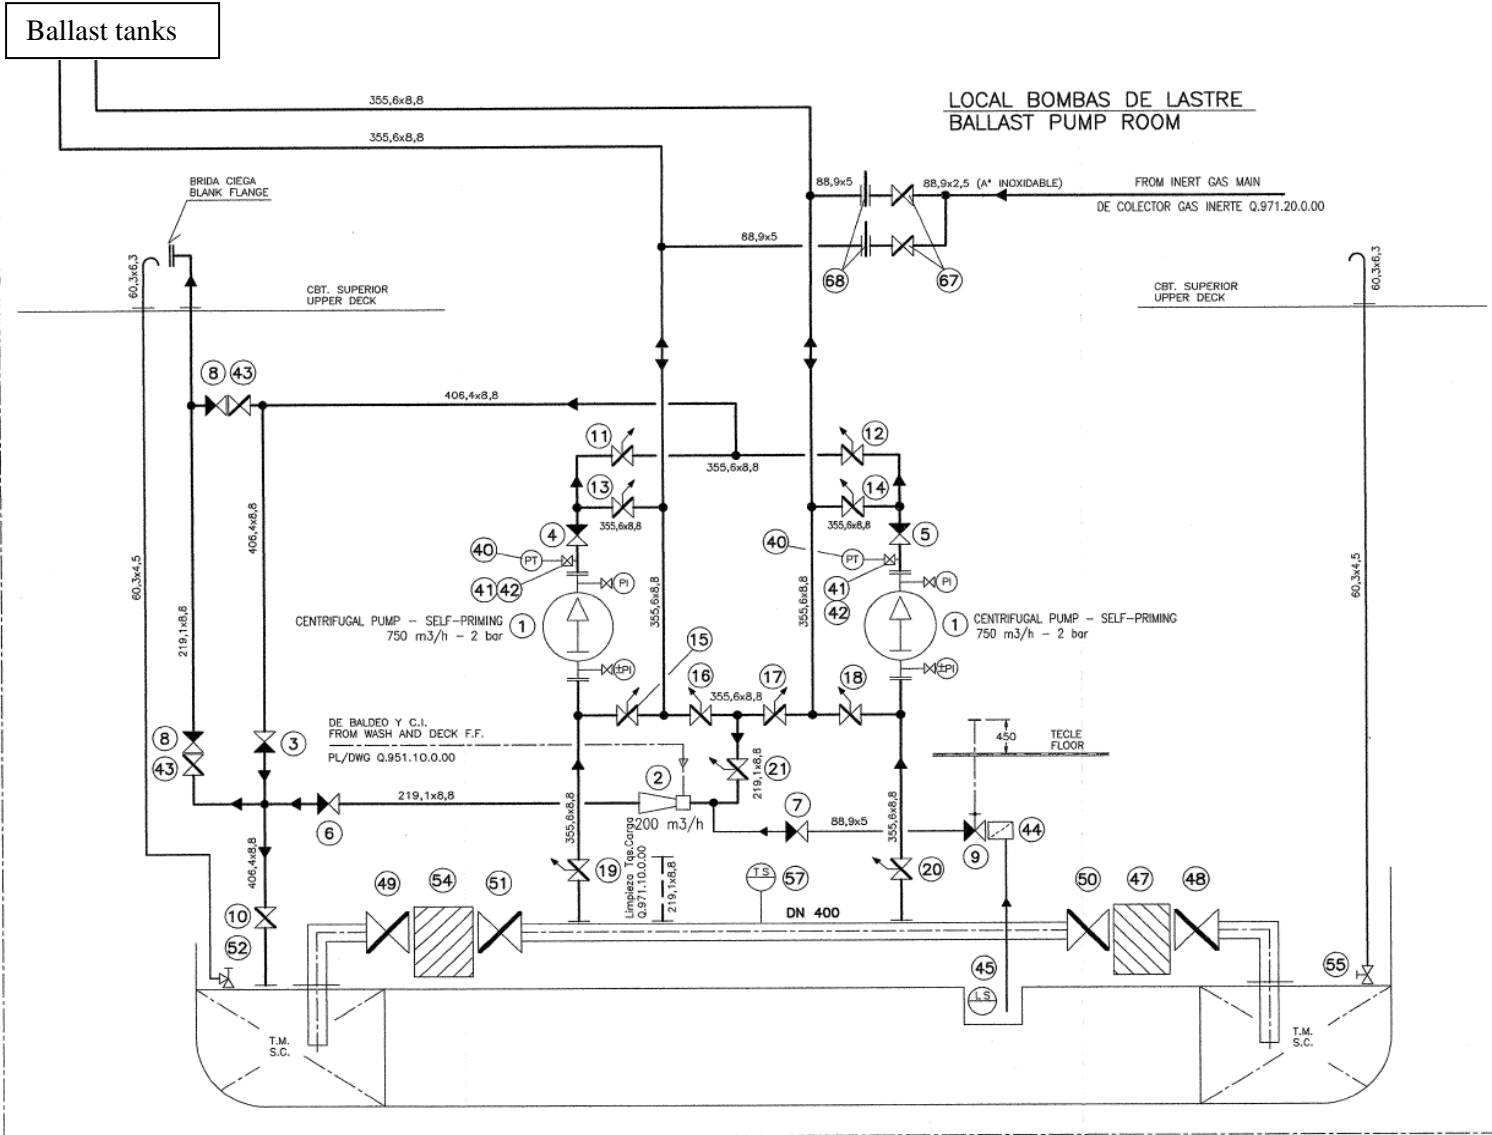 Ballast tanks
355,6x8,8
LOCAL BOMBAS DE LASTRE
BALLAST PUMP ROOM
355,6x8,8
BRIDA CIEGA
BLANK FLANGE
88,9x5
88,9x2,5 (A* INOXIDABLE)
FROM INERT GAS MAIN
DE COLECTOR GAS INERTE Q.971.20.0.00
88,9x5
68
67
60,3x6,3
60,3x6,3
CBT. SUPERIOR
UPPER DECK
CBT. SUPERIOR
UPPER DECK
8
43
406,4x8,8
11
12
355,6x8,8
13
14
355,6x8,8
355,6x8,8
406,4x8,8
4
5
40
PT
40
PT
41
42
PI
41
42
PI
60,3x4,5
60,3x4,5
355,6x8,8
355,6x8,8
CENTRIFUGAL PUMP – SELF-PRIMING
750 m3/h – 2 bar
1
1
CENTRIFUGAL PUMP – SELF-PRIMING
750 m3/h – 2 bar
219,1x8,8
15
±PI
±PI
16
17
18
355,6x8,8
DE BALDEO Y C.I.
FROM WASH AND DECK F.F.
PL/DWG Q.951.10.0.00
8
43
3
450
TECLE
FLOOR
2
21
219,1x8,8
219,1x8,8
6
200 m3/h
7
88,9x5
9
44
355,6x8,8
355,6x8,8
406,4x8,8
Limpieza Tqs.Carga
Q.971.10.0.00
219,1x8,8
19
20
TS
57
49
54
51
50
47
48
10
52
DN 400
45
LS
55
T.M.
S.C.
T.M.
S.C.